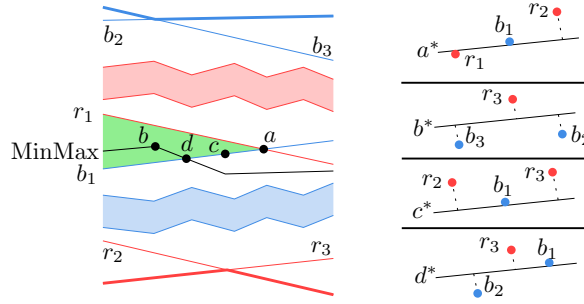 b₂
b₃
r₁
b
d
c
a
MinMax
b₁
r₂
r₃
r₂
b₁
a*
r₁
r₃
b*
b₃
b₂
r₂
b₁
r₃
c*
r₃
b₁
d*
b₂